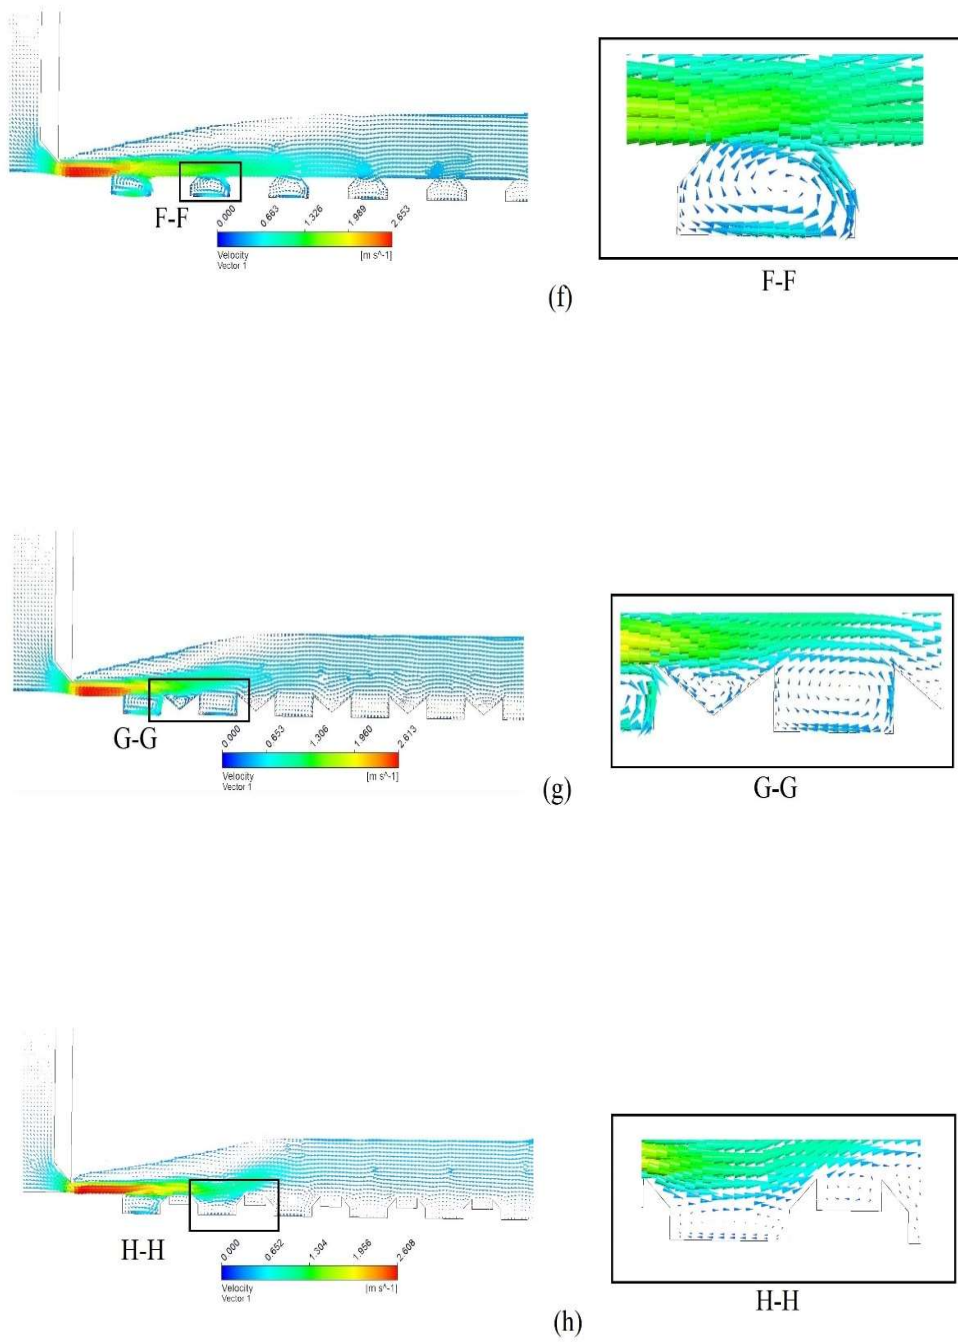 F-F
0.000 0.663 1.326 1.989 2.653
Velocity [m s^-1]
Vector 1
(f)
F-F
G-G
0.000 0.653 1.306 1.960 2.613
Velocity [m s^-1]
Vector 1
(g)
G-G
H-H
0.000 0.652 1.304 1.956 2.608
Velocity [m s^-1]
Vector 1
(h)
H-H